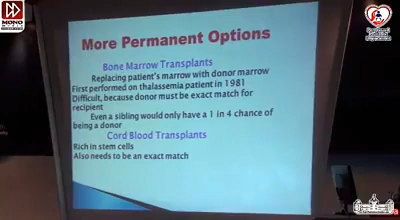 MONO
More Permanent Options
Bone Marrow Transplants
Replacing patient's marrow with donor marrow
First performed on thalassemia patient in 1981
Difficult, because donor must be exact match for
recipient
Even a sibling would only have a 1 in 4 chance of
being a donor
Cord Blood Transplants
Rich in stem cells
Also needs to be an exact match